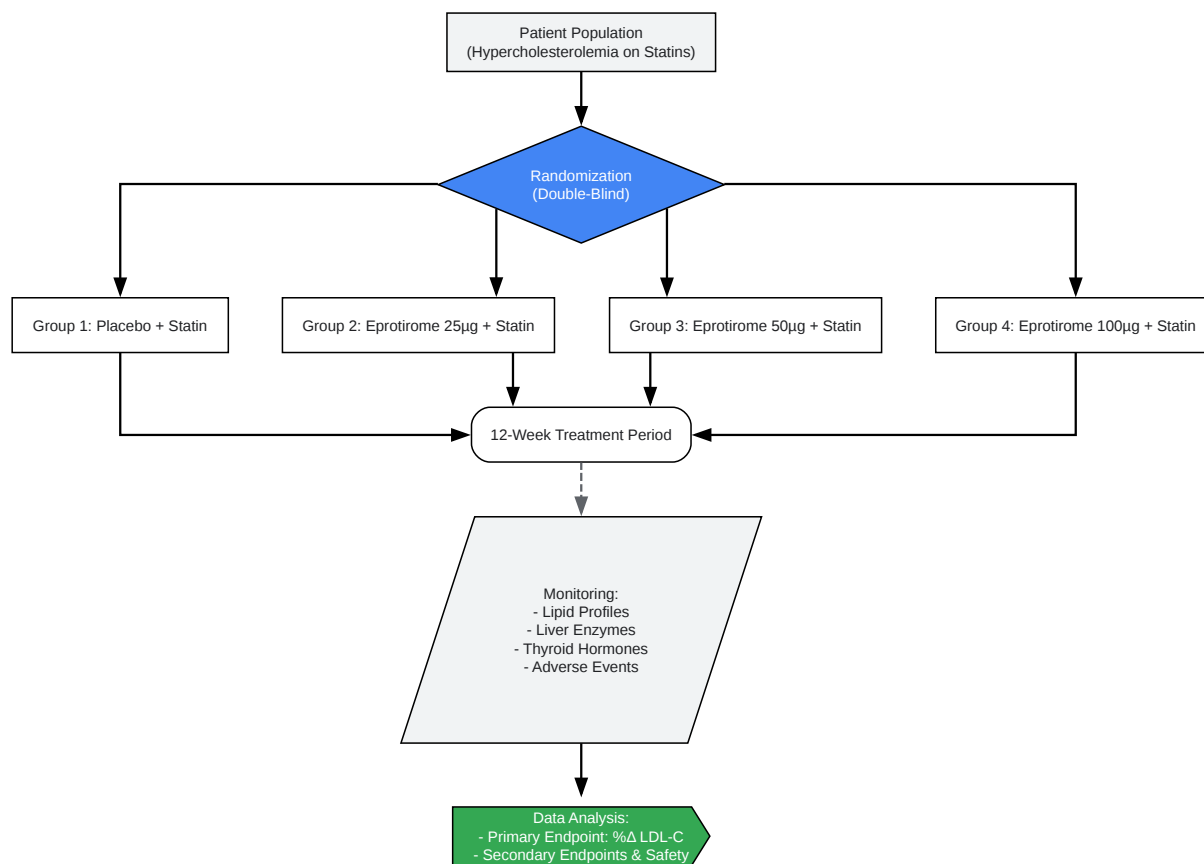 Patient Population
(Hypercholesterolemia on Statins)
Randomization
(Double-Blind)
Group 1: Placebo + Statin
Group 2: Eprotirome 25µg + Statin
Group 3: Eprotirome 50µg + Statin
Group 4: Eprotirome 100µg + Statin
12-Week Treatment Period
Monitoring:
- Lipid Profiles
- Liver Enzymes
- Thyroid Hormones
- Adverse Events
Data Analysis:
- Primary Endpoint: %Δ LDL-C
- Secondary Endpoints & Safety